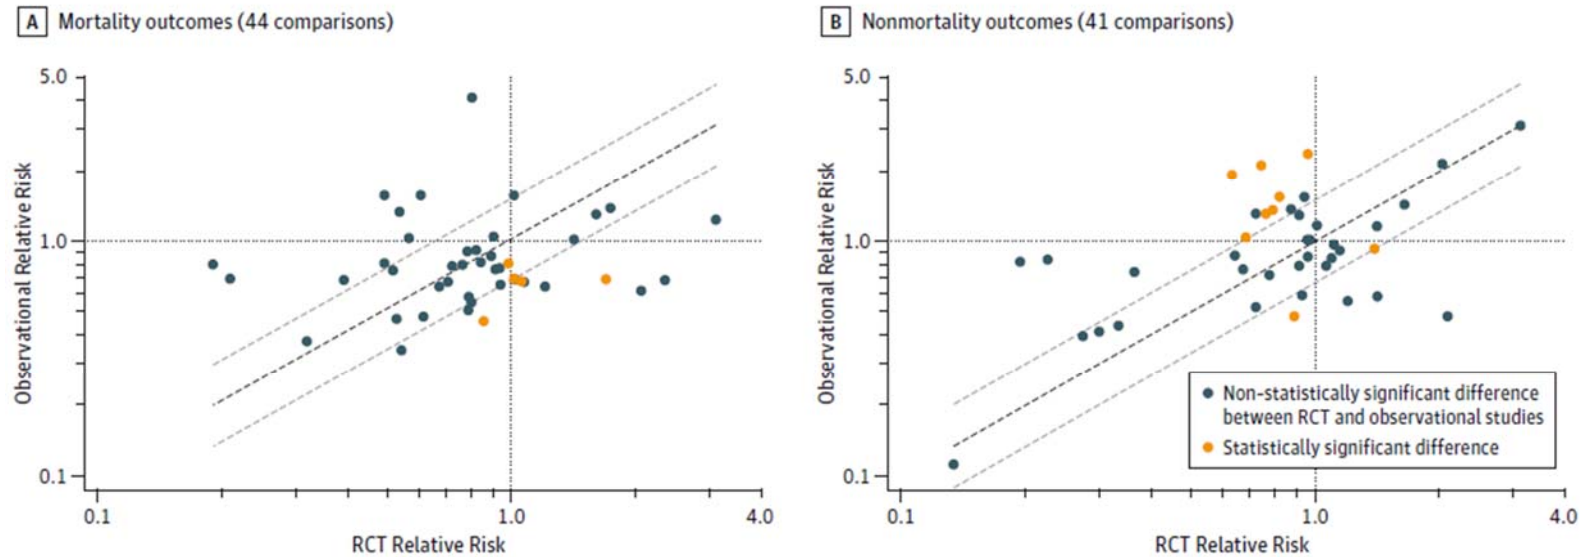 A Mortality outcomes (44 comparisons)
5.0
1.0
0.1
Observational Relative Risk
0.1 1.0 4.0
RCT Relative Risk
B Nonmortality outcomes (41 comparisons)
5.0
1.0
0.1
Observational Relative Risk
Non-statistically significant difference
between RCT and observational studies
Statistically significant difference
0.1 1.0 4.0
RCT Relative Risk